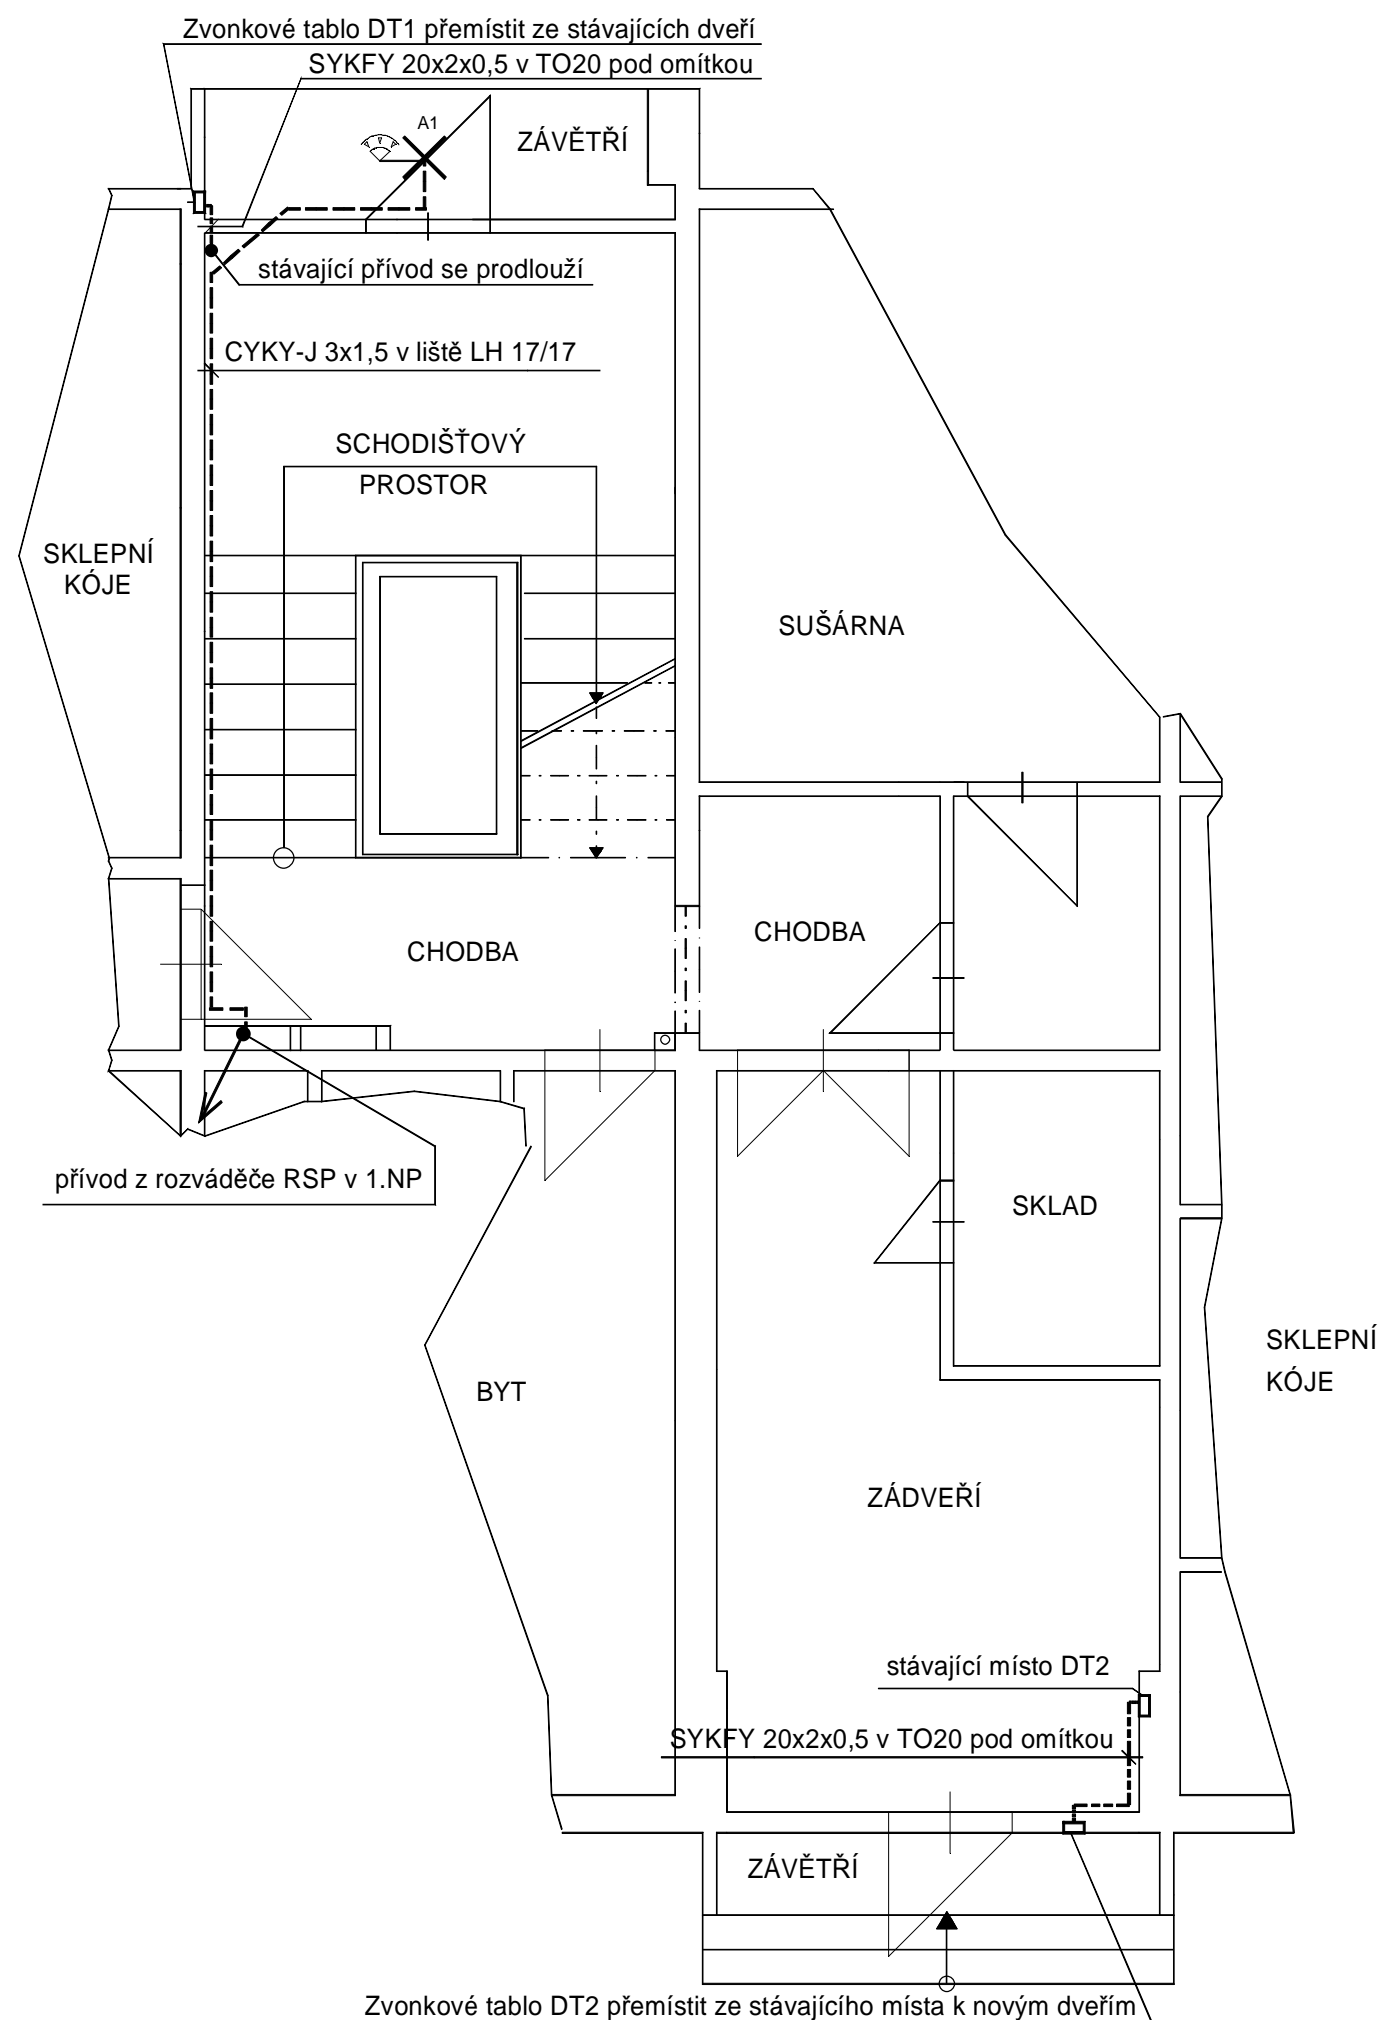 Zvonkové tablo DT1 přemístit ze stávajících dveří
SYKFY 20x2x0,5 v TO20 pod omítkou
A1
ZÁVĚTŘÍ
stávající přívod se prodlouží
CYKY-J 3x1,5 v liště LH 17/17
SCHODIŠŤOVÝ
PROSTOR
SKLEPNÍ
KÓJE
SUŠÁRNA
CHODBA
CHODBA
přívod z rozváděče RSP v 1.NP
SKLAD
SKLEPNÍ
KÓJE
BYT
ZÁDVEŘÍ
stávající místo DT2
SYKFY 20x2x0,5 v TO20 pod omítkou
ZÁVĚTŘÍ
Zvonkové tablo DT2 přemístit ze stávajícího místa k novým dveřím